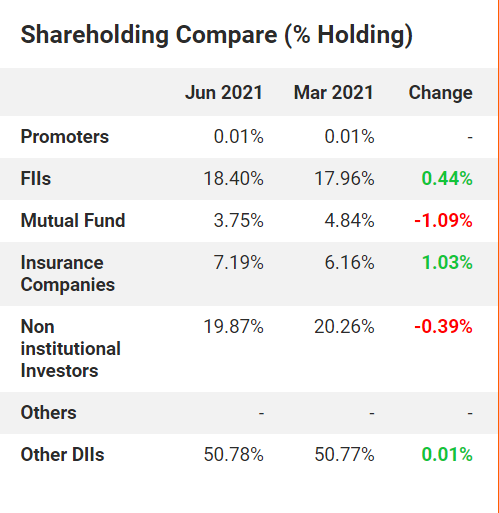 Shareholding Compare (% Holding)
Jun 2021 Mar 2021 Change
Promoters 0.01% 0.01% -
FIIs 18.40% 17.96% 0.44%
Mutual Fund 3.75% 4.84% -1.09%
Insurance 7.19% 6.16% 1.03%
Companies
Non 19.87% 20.26% -0.39%
institutional
Investors
Others - - -
Other DIIs 50.78% 50.77% 0.01%